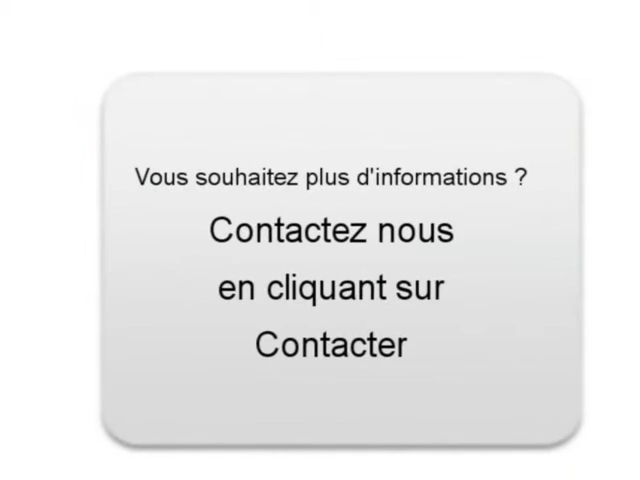 Vous souhaitez plus d'informations ?
Contactez nous
en cliquant sur
Contacter